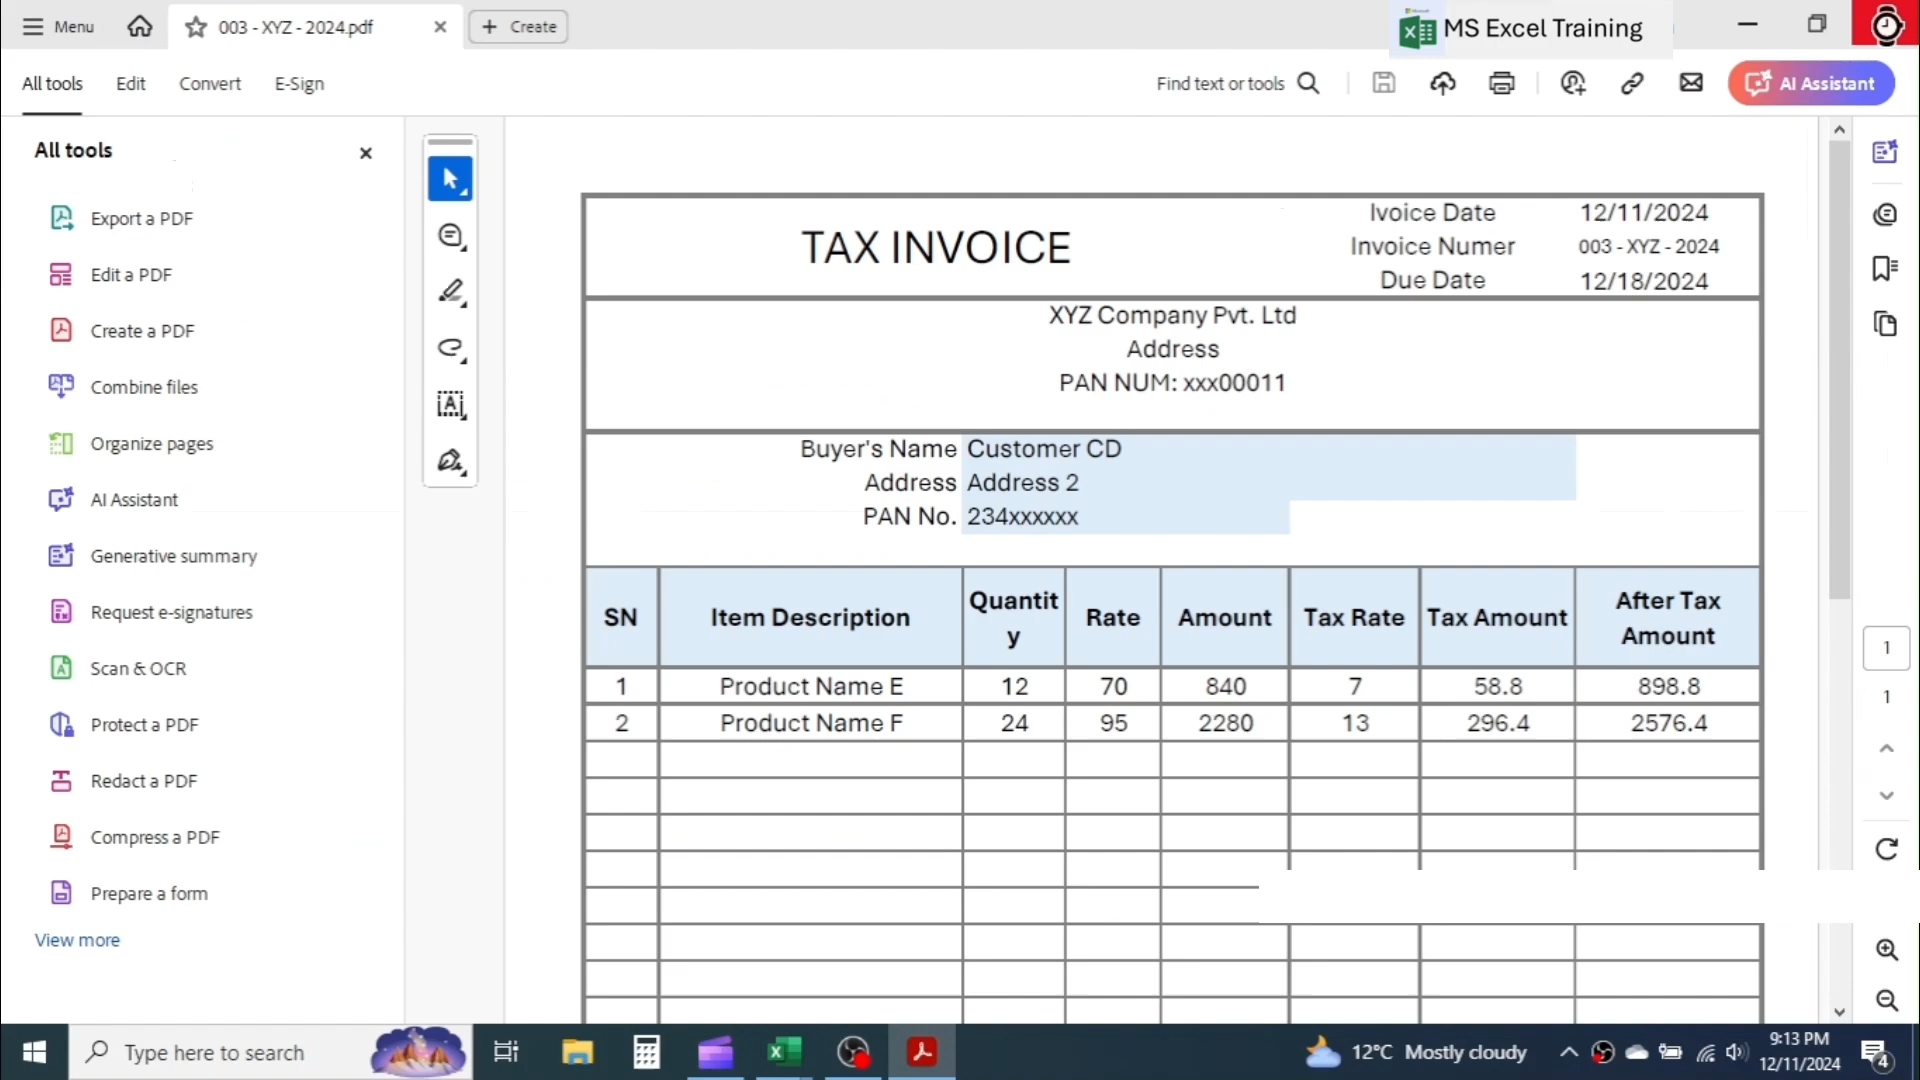 Menu
003 - XYZ - 2024.pdf
Create
MS Excel Training
All tools
Edit
Convert
E-Sign
Find text or tools
AI Assistant
All tools
Export a PDF
Edit a PDF
Create a PDF
Combine files
Organize pages
AI Assistant
Generative summary
Request e-signatures
Scan & OCR
Protect a PDF
Redact a PDF
Compress a PDF
Prepare a form
View more
TAX INVOICE
Ivoice Date 12/11/2024
Invoice Numer 003 - XYZ - 2024
Due Date 12/18/2024
XYZ Company Pvt. Ltd
Address
PAN NUM: xxx00011
Buyer's Name Customer CD
Address Address 2
PAN No. 234xxxxxx
SN Item Description Quantit
y Rate Amount Tax Rate Tax Amount After Tax
Amount
1 Product Name E 12 70 840 7 58.8 898.8
2 Product Name F 24 95 2280 13 296.4 2576.4
1
1
Type here to search
12°C Mostly cloudy
9:13 PM
12/11/2024
4